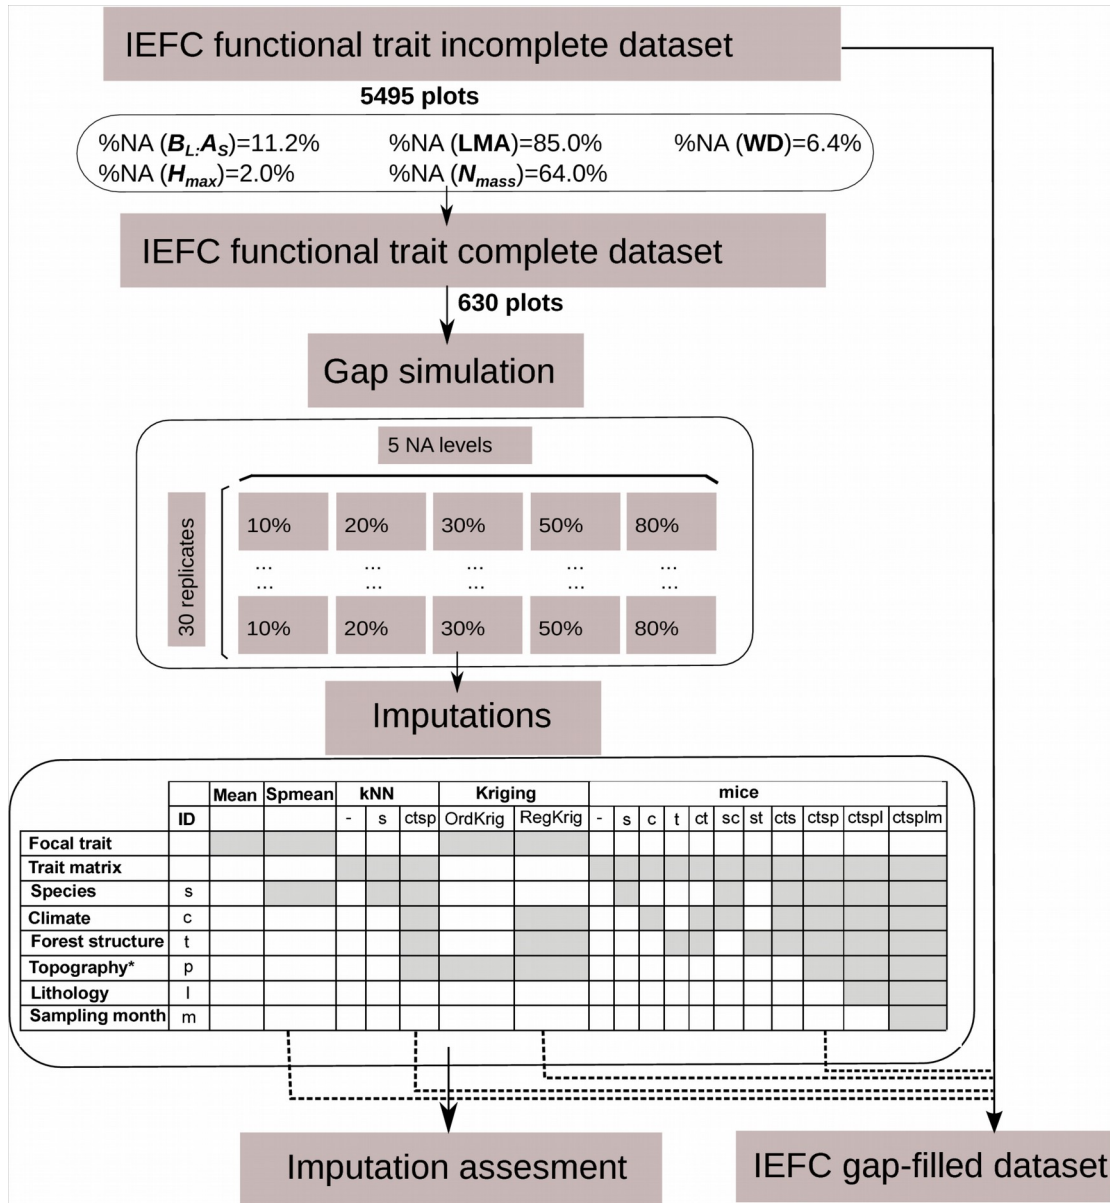 IEFC functional trait incomplete dataset
5495 plots
%NA (BL:AS)=11.2% %NA (LMA)=85.0% %NA (WD)=6.4%
%NA (Hmax)=2.0% %NA (Nmass)=64.0%
IEFC functional trait complete dataset
630 plots
Gap simulation
5 NA levels
30 replicates
10% 20% 30% 50% 80%
... ... ... ... ...
... ... ... ... ...
10% 20% 30% 50% 80%
Imputations
Mean Spmean kNN Kriging mice
ID - s ctsp OrdKrig RegKrig - s c t ct sc st cts ctsp ctspl ctsplm
Focal trait
Trait matrix
Species s
Climate c
Forest structure t
Topography* p
Lithology l
Sampling month m
Imputation assesment
IEFC gap-filled dataset